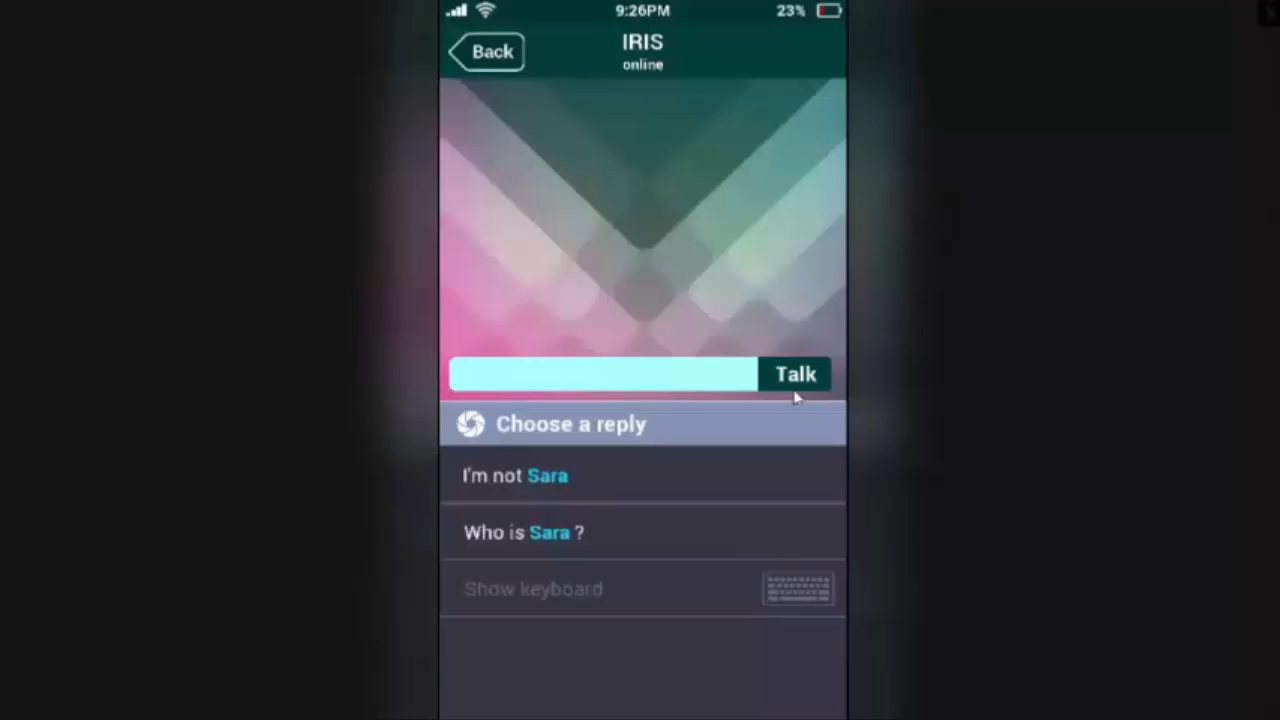 9:26PM 23%
Back
IRIS
online
Talk
Choose a reply
I'm not Sara
Who is Sara ?
Show keyboard